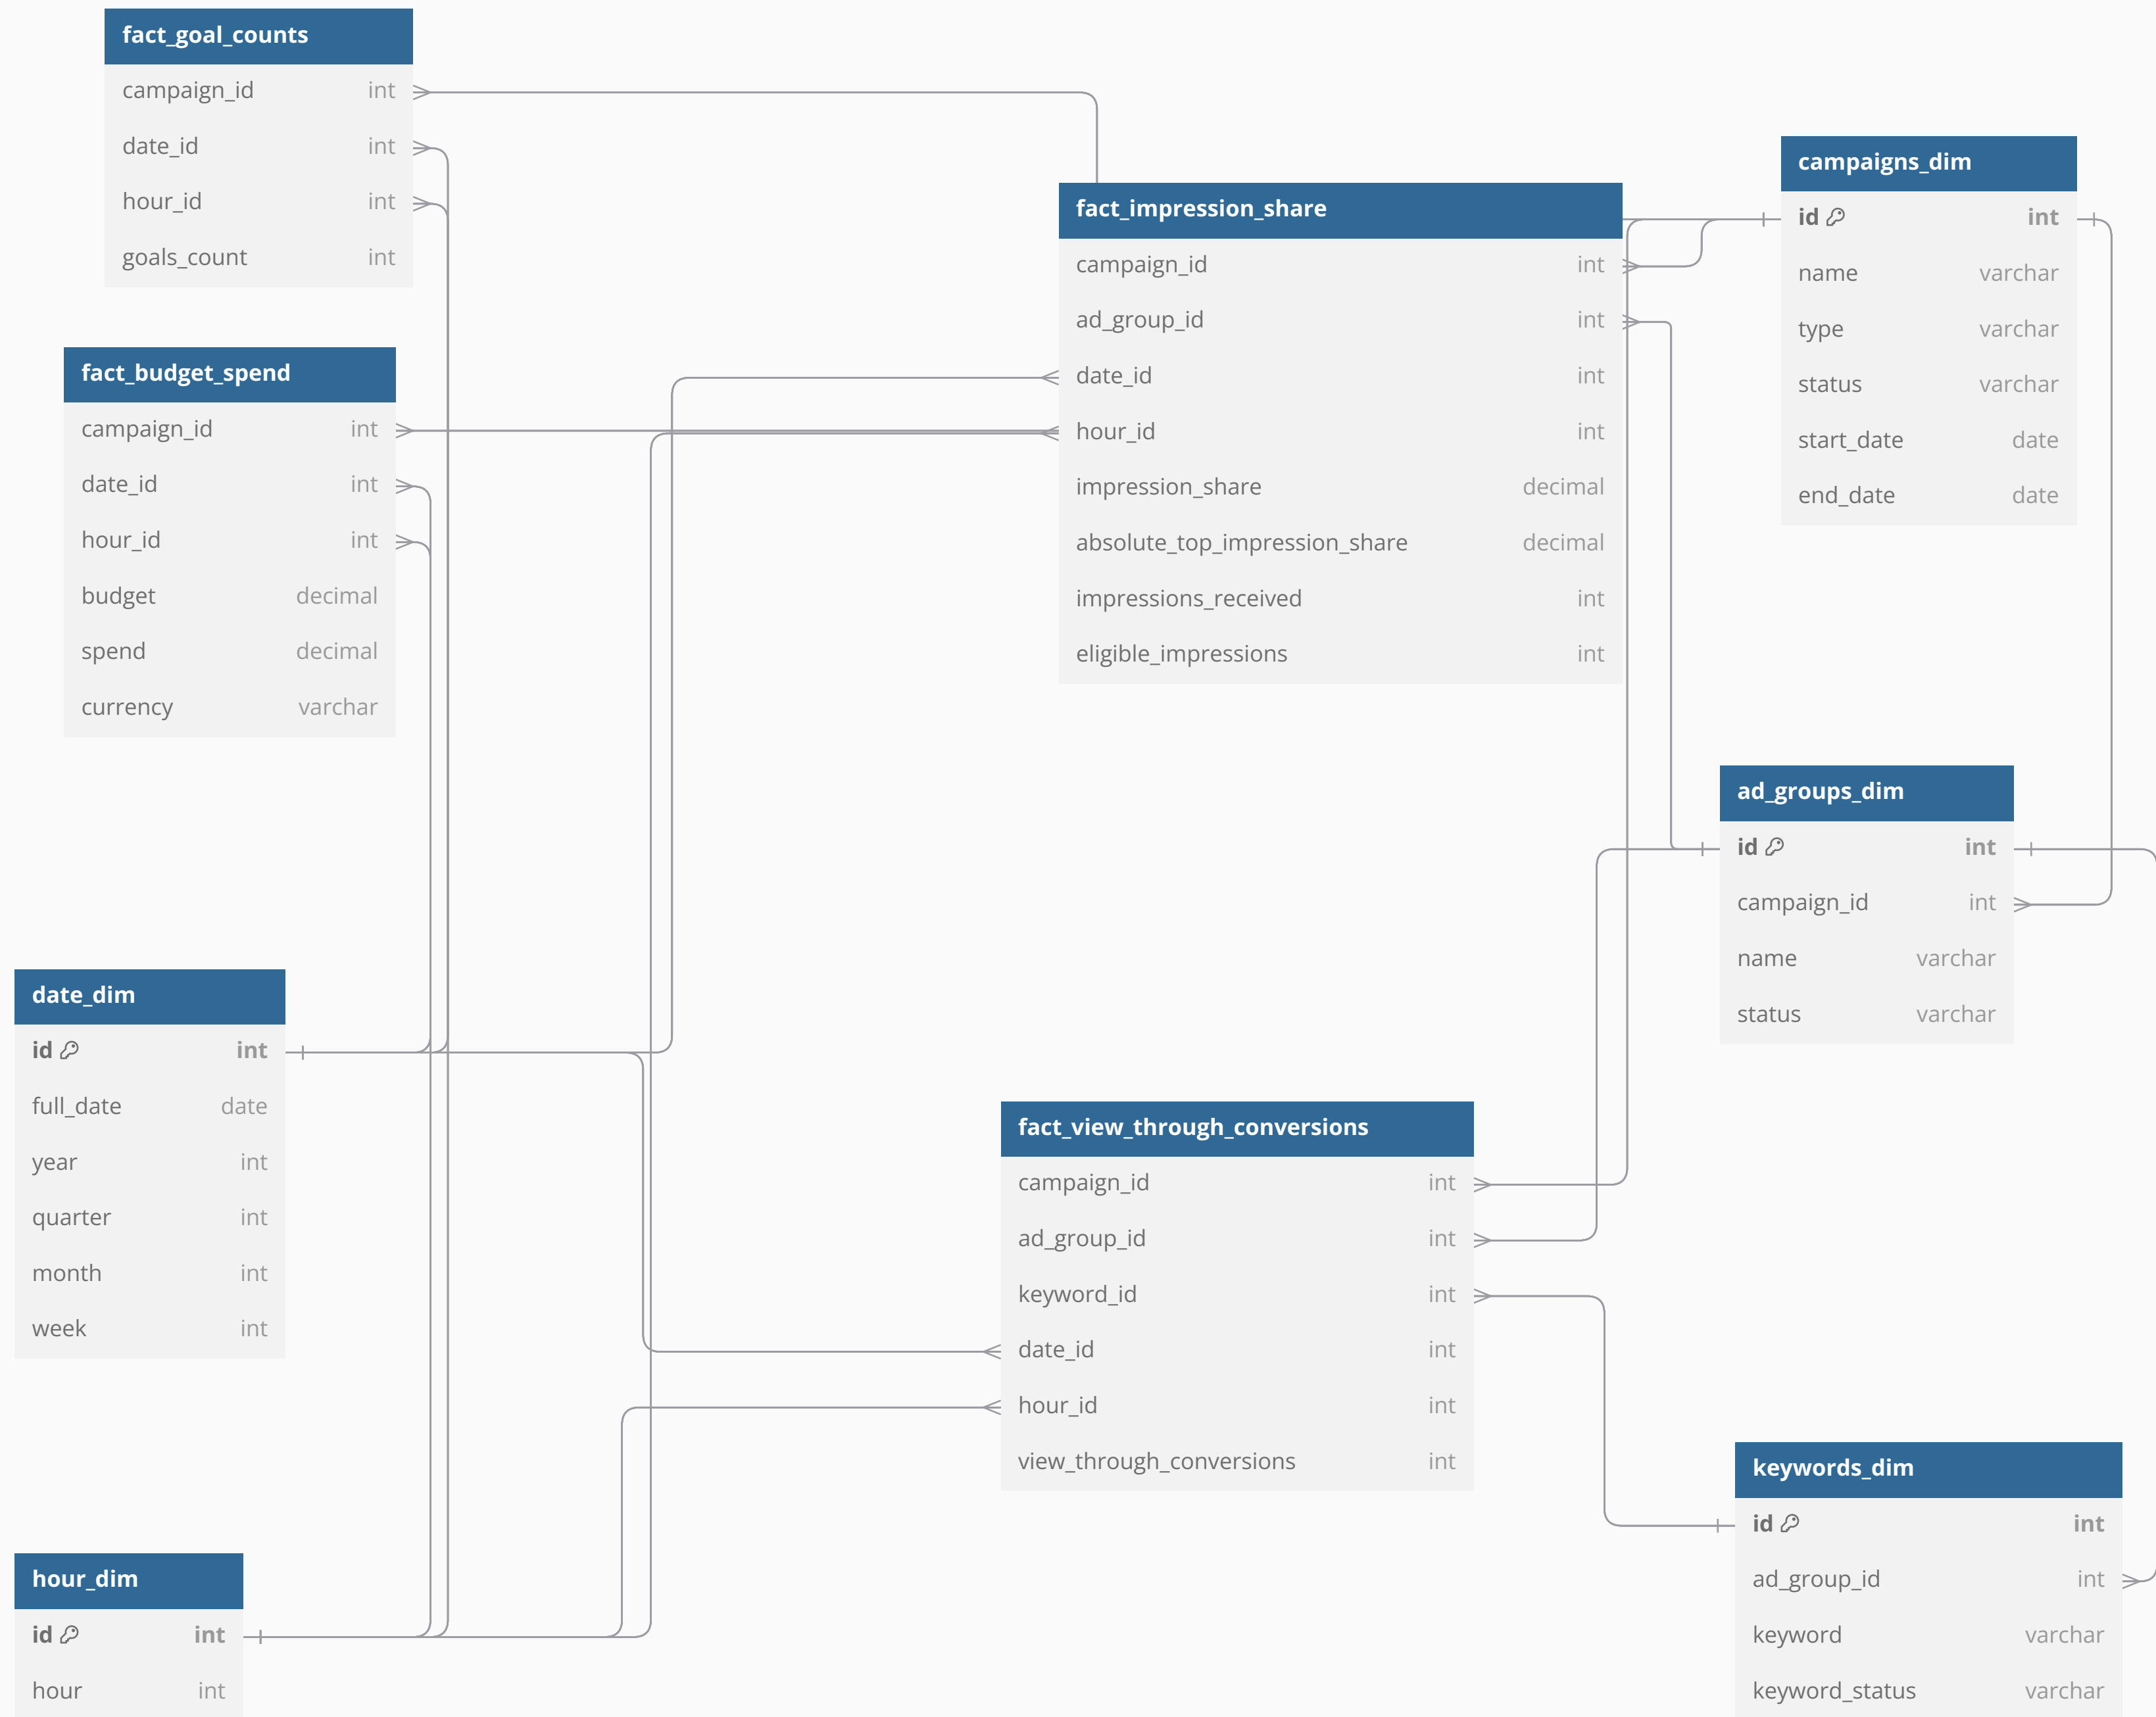 fact_goal_counts
campaign_id int
date_id int
hour_id int
goals_count int
fact_impression_share
campaign_id int
ad_group_id int
date_id int
hour_id int
impression_share decimal
absolute_top_impression_share decimal
impressions_received int
eligible_impressions int
campaigns_dim
id int
name varchar
type varchar
status varchar
start_date date
end_date date
fact_budget_spend
campaign_id int
date_id int
hour_id int
budget decimal
spend decimal
currency varchar
ad_groups_dim
id int
campaign_id int
name varchar
status varchar
date_dim
id int
full_date date
year int
quarter int
month int
week int
fact_view_through_conversions
campaign_id int
ad_group_id int
keyword_id int
date_id int
hour_id int
view_through_conversions int
keywords_dim
id int
ad_group_id int
keyword varchar
keyword_status varchar
hour_dim
id int
hour int